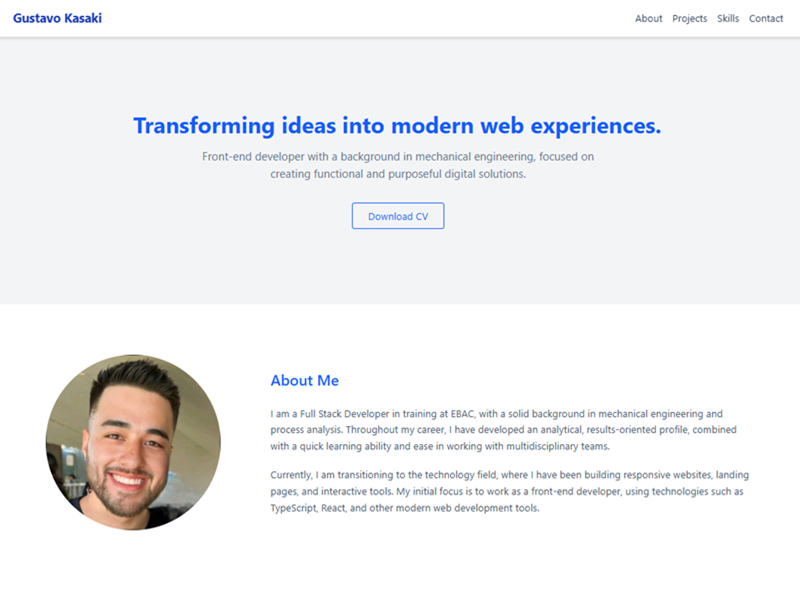 Gustavo Kasaki
About Projects Skills Contact
Transforming ideas into modern web experiences.
Front-end developer with a background in mechanical engineering, focused on
creating functional and purposeful digital solutions.
Download CV
About Me
I am a Full Stack Developer in training at EBAC, with a solid background in mechanical engineering and
process analysis. Throughout my career, I have developed an analytical, results-oriented profile, combined
with a quick learning ability and ease in working with multidisciplinary teams.
Currently, I am transitioning to the technology field, where I have been building responsive websites, landing
pages, and interactive tools. My initial focus is to work as a front-end developer, using technologies such as
TypeScript, React, and other modern web development tools.